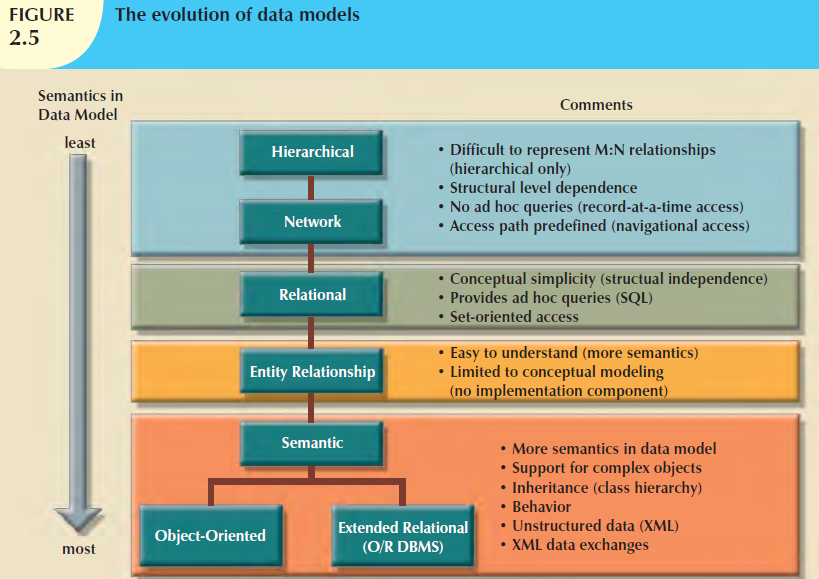 FIGURE
2.5
The evolution of data models
Semantics in
Data Model
least
most
Comments
Hierarchical
Network
• Difficult to represent M:N relationships
(hierarchical only)
• Structural level dependence
• No ad hoc queries (record-at-a-time access)
• Access path predefined (navigational access)
Relational
• Conceptual simplicity (structual independence)
• Provides ad hoc queries (SQL)
• Set-oriented access
Entity Relationship
• Easy to understand (more semantics)
• Limited to conceptual modeling
(no implementation component)
Semantic
Object-Oriented
Extended Relational
(O/R DBMS)
• More semantics in data model
• Support for complex objects
• Inheritance (class hierarchy)
• Behavior
• Unstructured data (XML)
• XML data exchanges